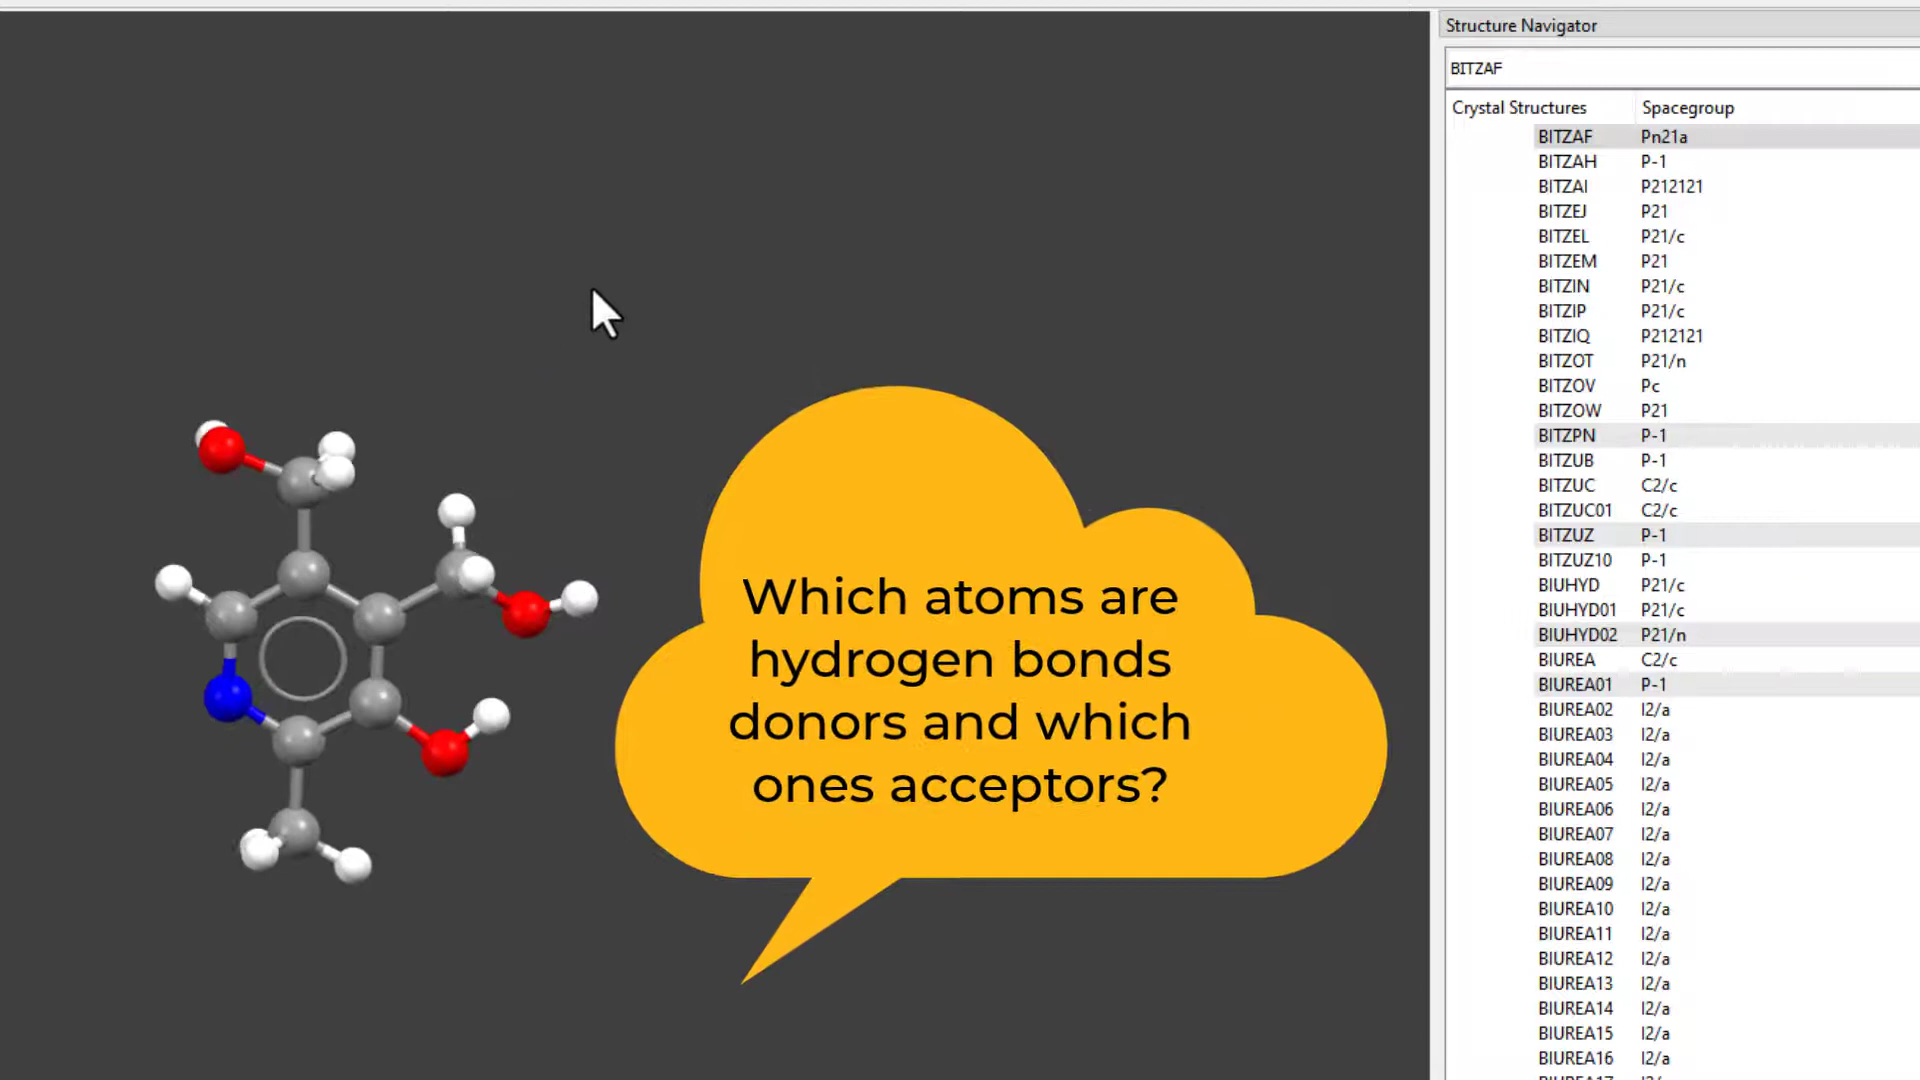 Structure Navigator
BITZAF
Crystal Structures Spacegroup
BITZAF Pn21a
BITZAH P-1
BITZAI P212121
BITZEJ P21
BITZEL P21/c
BITZEM P21
BITZIN P21/c
BITZIP P21/c
BITZIQ P212121
BITZOT P21/n
BITZOV Pc
BITZOW P21
BITZPN P-1
BITZUB P-1
BITZUC C2/c
BITZUC01 C2/c
BITZUZ P-1
BITZUZ10 P-1
BIUHYD P21/c
BIUHYD01 P21/c
BIUHYD02 P21/n
BIUREA C2/c
BIUREA01 P-1
BIUREA02 I2/a
BIUREA03 I2/a
BIUREA04 I2/a
BIUREA05 I2/a
BIUREA06 I2/a
BIUREA07 I2/a
BIUREA08 I2/a
BIUREA09 I2/a
BIUREA10 I2/a
BIUREA11 I2/a
BIUREA12 I2/a
BIUREA13 I2/a
BIUREA14 I2/a
BIUREA15 I2/a
BIUREA16 I2/a
Which atoms are
hydrogen bonds
donors and which
ones acceptors?